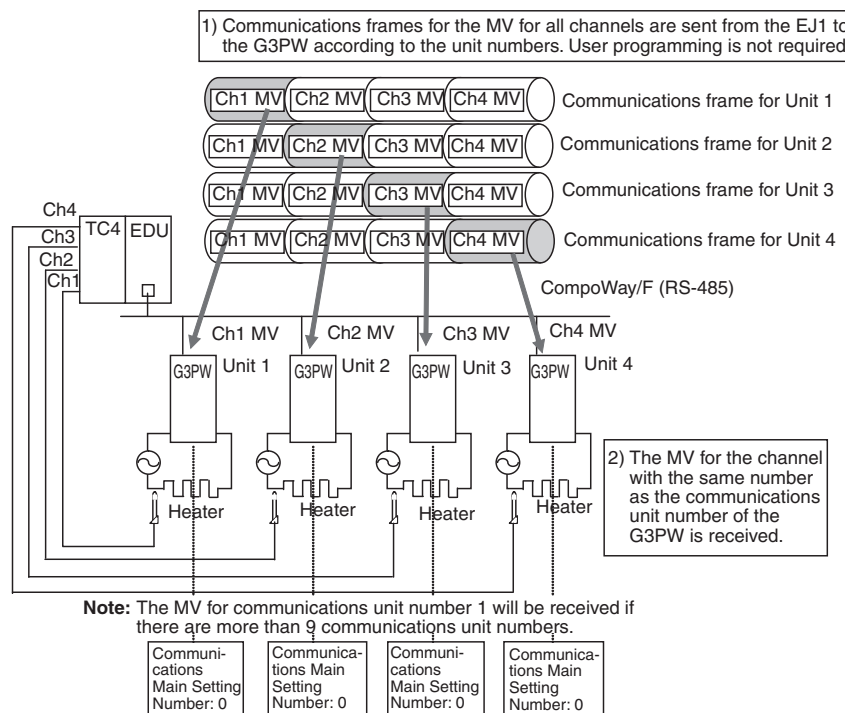 1) Communications frames for the MV for all channels are sent from the EJ1 to
the G3PW according to the unit numbers. User programming is not required
Ch1 MV Ch2 MV Ch3 MV Ch4 MV Communications frame for Unit 1
Ch1 MV Ch2 MV Ch3 MV Ch4 MV Communications frame for Unit 2
Ch1 MV Ch2 MV Ch3 MV Ch4 MV Communications frame for Unit 3
Ch1 MV Ch2 MV Ch3 MV Ch4 MV Communications frame for Unit 4
Ch4
Ch3
Ch2
Ch1
TC4 EDU
CompoWay/F (RS-485)
Ch1 MV Ch2 MV Ch3 MV Ch4 MV
G3PW Unit 1 G3PW Unit 2 G3PW Unit 3 G3PW Unit 4
Heater Heater Heater Heater
2) The MV for the channel
with the same number
as the communications
unit number of the
G3PW is received.
Note: The MV for communications unit number 1 will be received if
there are more than 9 communications unit numbers.
Communi-
cations
Main Setting
Number: 0
Communica-
tions Main
Setting
Number: 0
Communi-
cations
Main Setting
Number: 0
Communica-
tions Main
Setting
Number: 0